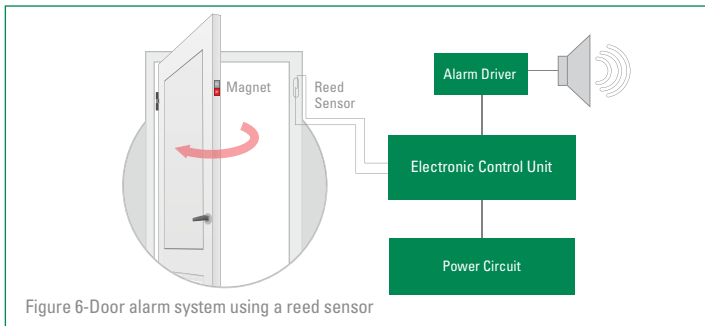 Alarm Driver
Magnet
Reed
Sensor
Electronic Control Unit
Power Circuit
Figure 6-Door alarm system using a reed sensor